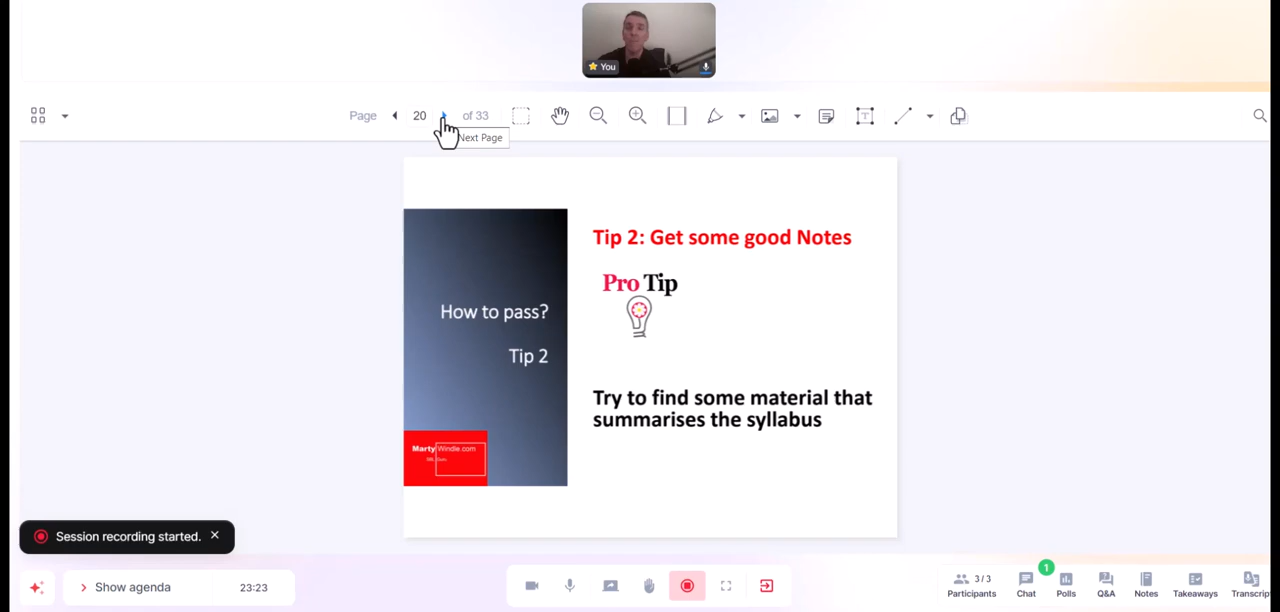 You
Page 20 of 33
Next Page
Tip 2: Get some good Notes
Pro Tip
How to pass?
Tip 2
Try to find some material that
summarises the syllabus
MartyWindle.com
Session recording started.
Show agenda
23:23
3 / 3
1
Participants
Chat
Polls
Q&A
Notes
Takeaways
Transcrip